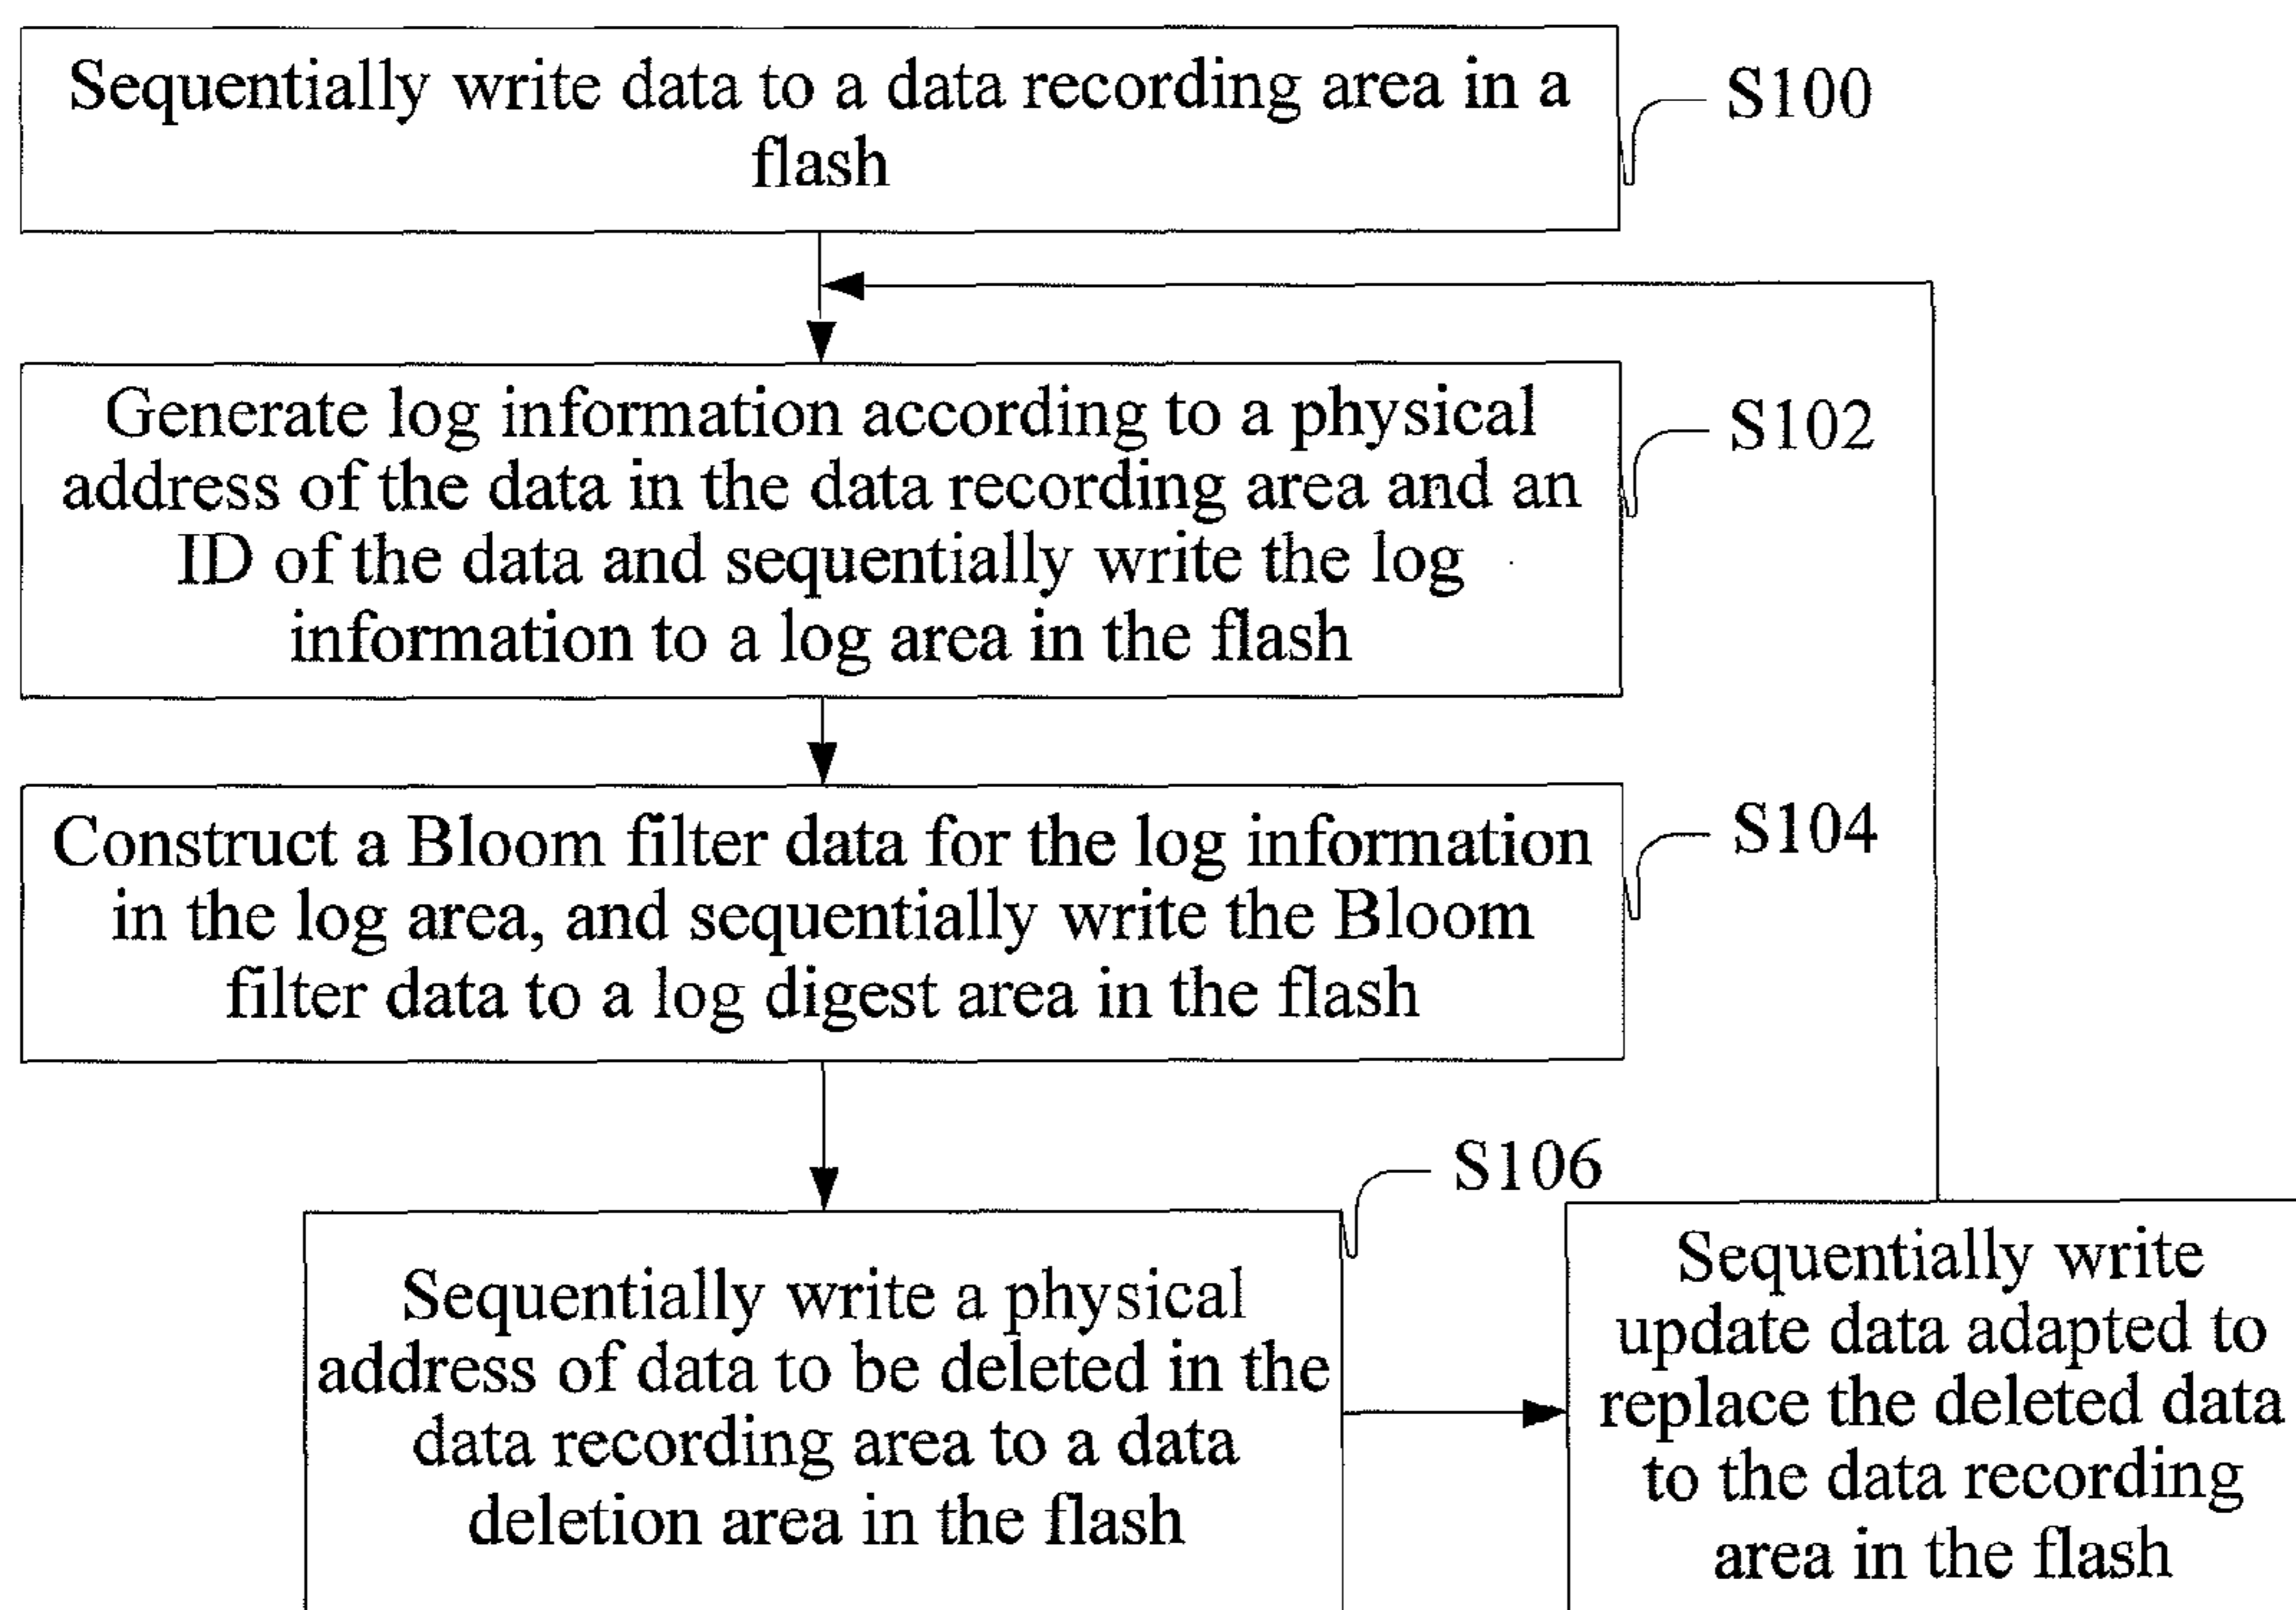 Sequentially write data to a data recording area in a
flash
S100
Generate log information according to a physical
address of the data in the data recording area and an
ID of the data and sequentially write the log
information to a log area in the flash
S102
Construct a Bloom filter data for the log information
in the log area, and sequentially write the Bloom
filter data to a log digest area in the flash
S104
S106
Sequentially write a physical
address of data to be deleted in the
data recording area to a data
deletion area in the flash
Sequentially write
update data adapted to
replace the deleted data
to the data recording
area in the flash